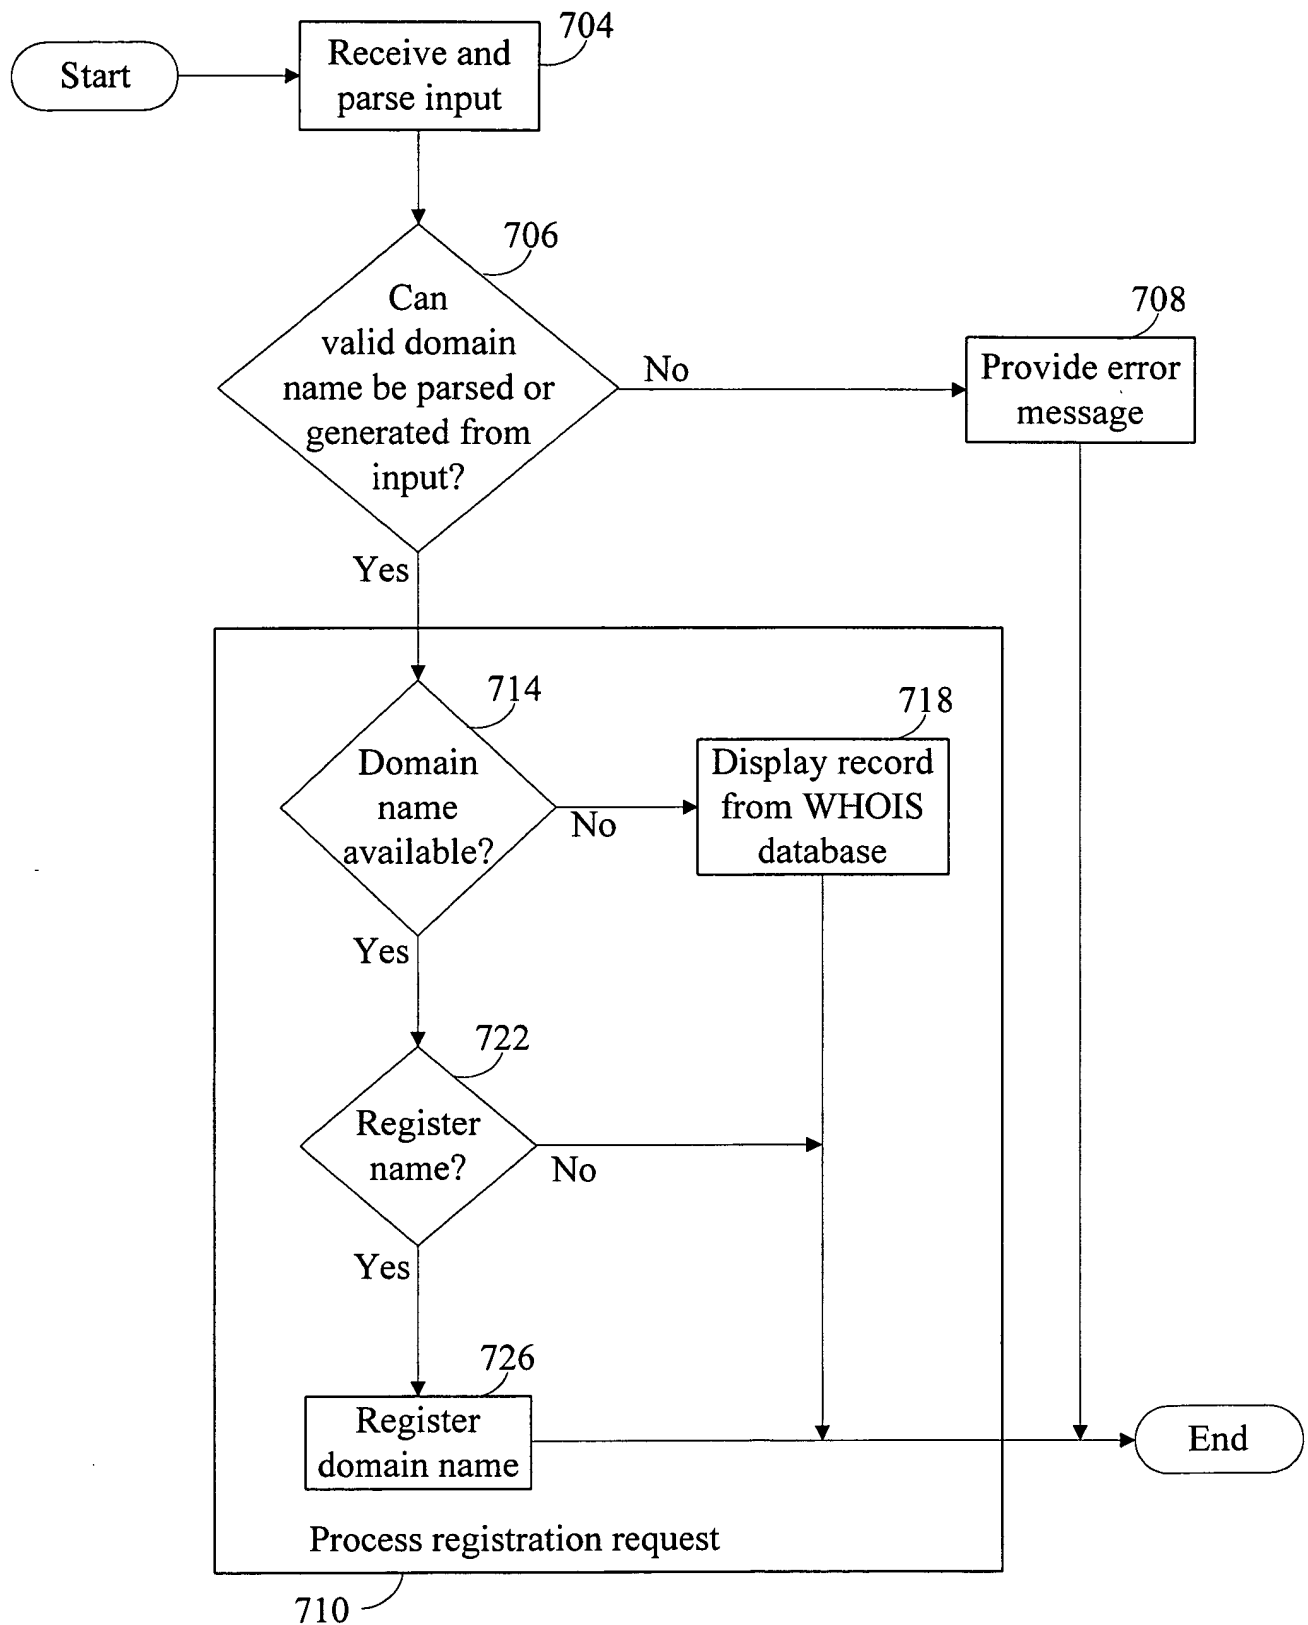 704
Start
Receive and
parse input
706
Can
valid domain
name be parsed or
generated from
input?
No
708
Provide error
message
Yes
714
Domain
name
available?
No
718
Display record
from WHOIS
database
Yes
722
Register
name?
No
Yes
726
Register
domain name
End
Process registration request
710